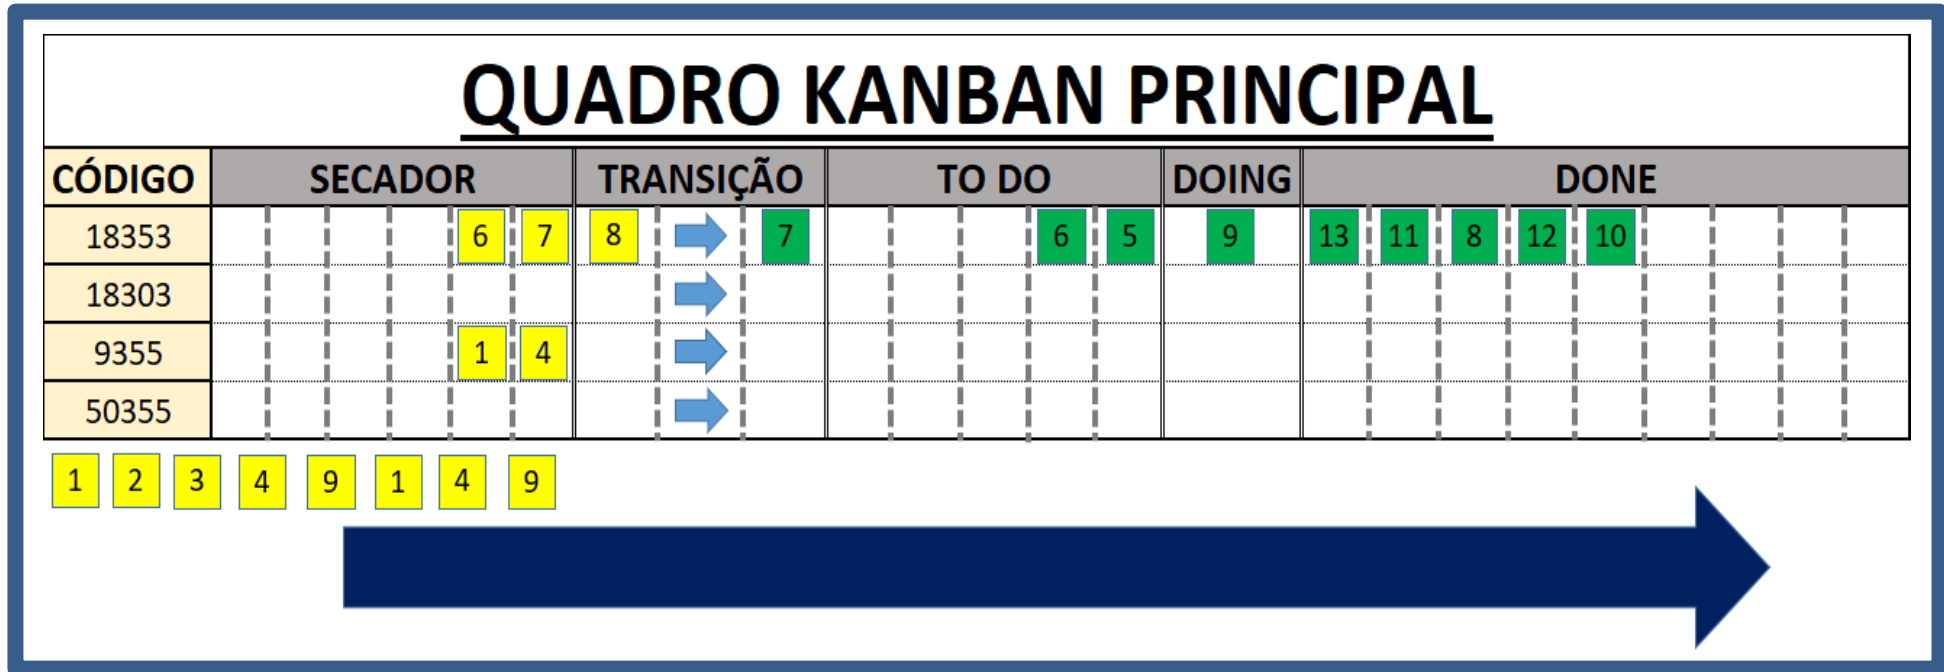 QUADRO KANBAN PRINCIPAL
CÓDIGO SECADOR TRANSIÇÃO TO DO DOING DONE
18353 6 7 8 7 6 5 9 13 11 8 12 10
18303
9355 1 4
50355
1 2 3 4 9 1 4 9